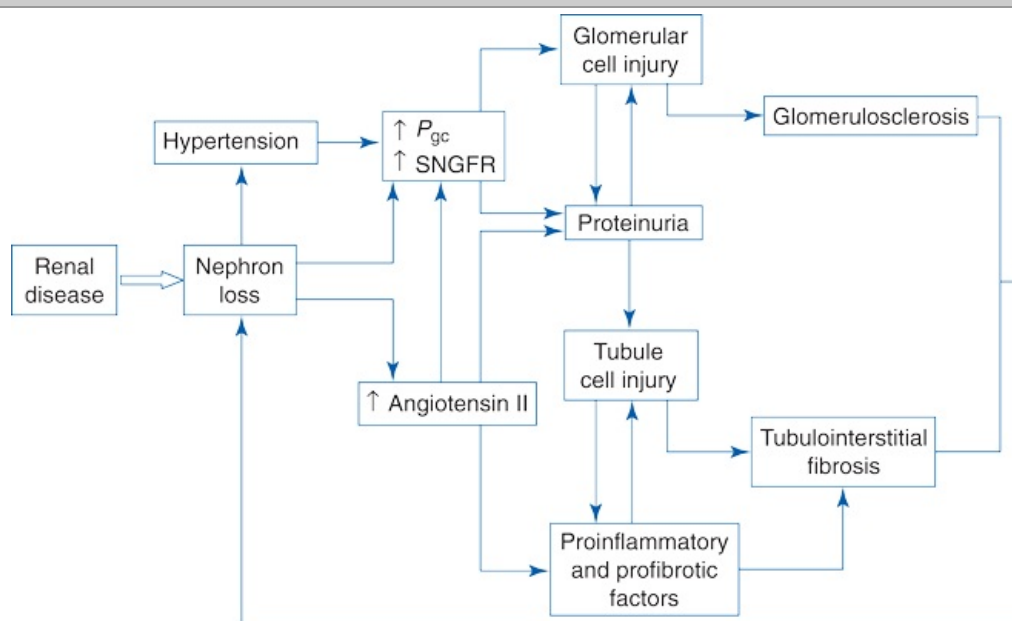 Glomerular
cell injury
Glomerulosclerosis
Hypertension
↑ Pgc
↑ SNGFR
Proteinuria
Renal
disease
Nephron
loss
Tubule
cell injury
↑ Angiotensin II
Tubulointerstitial
fibrosis
Proinflammatory
and profibrotic
factors